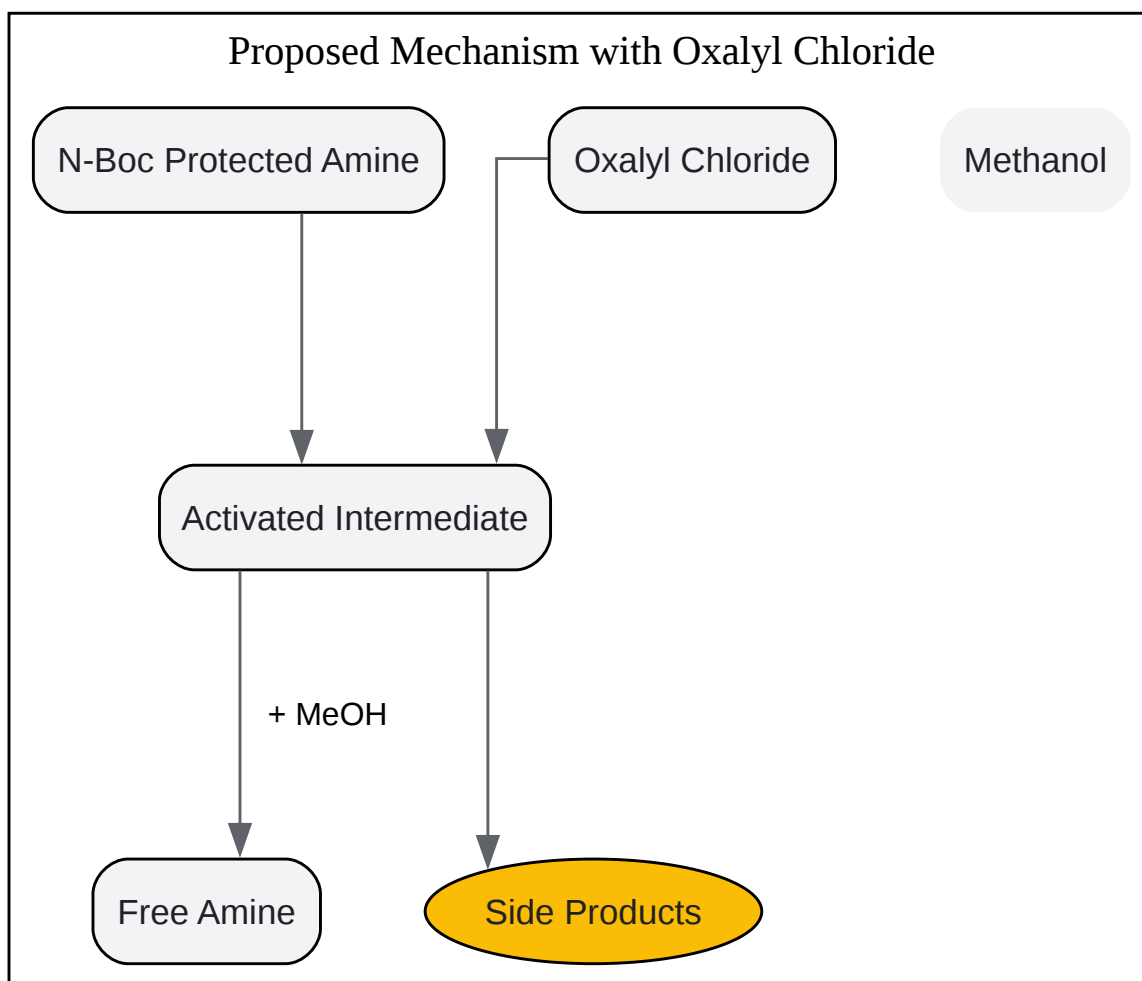 Proposed Mechanism with Oxalyl Chloride
N-Boc Protected Amine
Oxalyl Chloride
Methanol
Activated Intermediate
+ MeOH
Free Amine
Side Products